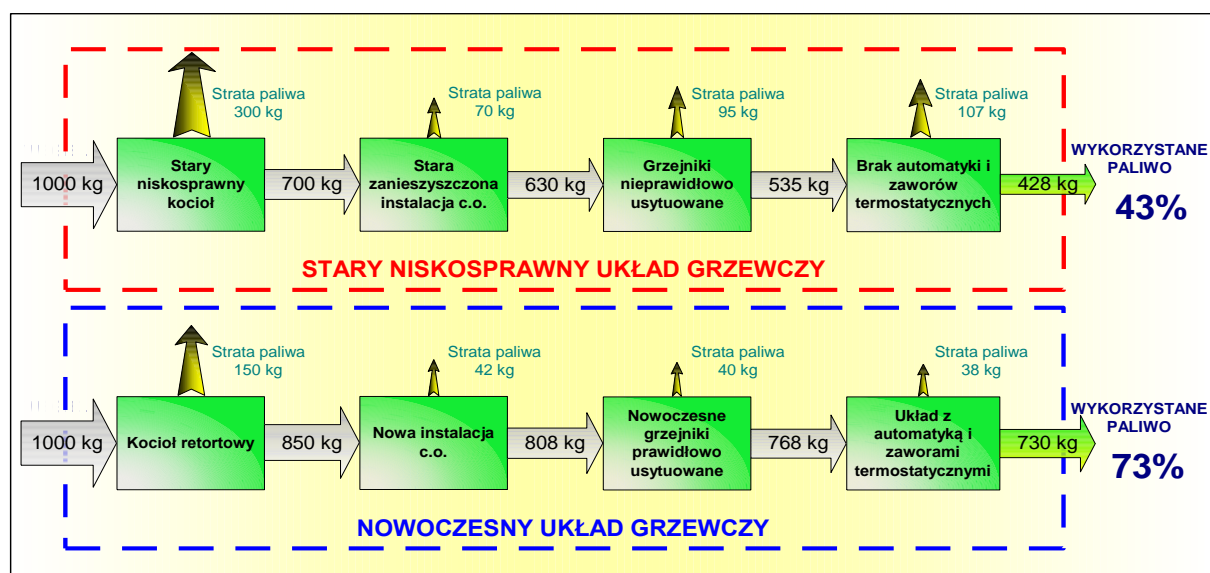 Strata paliwa
300 kg
Strata paliwa
70 kg
Strata paliwa
95 kg
Strata paliwa
107 kg
1000 kg
Stary
niskosprawny
kocioł
700 kg
Stara
zanieszyszczona
instalacja c.o.
630 kg
Grzejniki
nieprawidłowo
usytuowane
535 kg
Brak automatyki i
zaworów
termostatycznych
428 kg
WYKORZYSTANE
PALIWO
43%
STARY NISKOSPRAWNY UKŁAD GRZEWCZY
Strata paliwa
150 kg
Strata paliwa
42 kg
Strata paliwa
40 kg
Strata paliwa
38 kg
1000 kg
Kocioł retortowy
850 kg
Nowa instalacja
c.o.
808 kg
Nowoczesne
grzejniki
prawidłowo
usytuowane
768 kg
Układ z
automatyką i
zaworami
termostatycznymi
730 kg
WYKORZYSTANE
PALIWO
73%
NOWOCZESNY UKŁAD GRZEWCZY